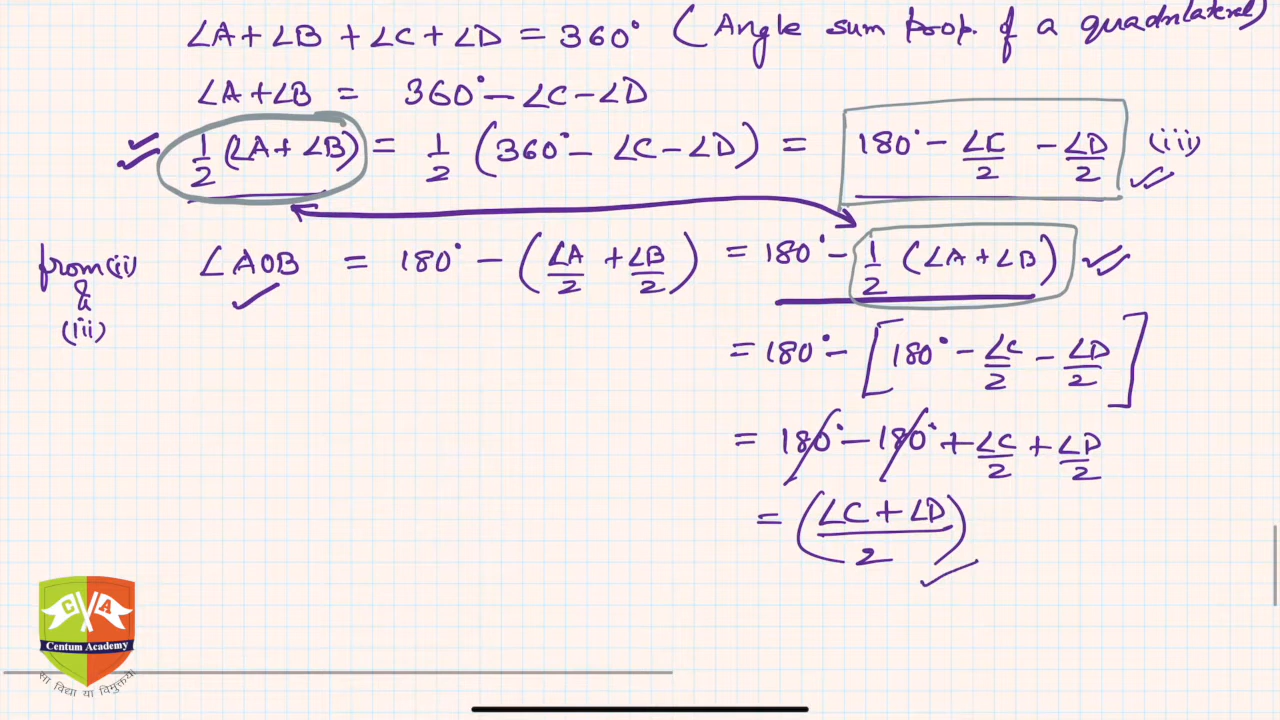 ∠A + ∠B + ∠C + ∠D = 360° (Angle sum prop. of a quadrilateral)
∠A + ∠B = 360° − ∠C − ∠D
1/2 (∠A + ∠B) = 1/2 (360° − ∠C − ∠D) = 180° − ∠C/2 − ∠D/2 (iii)
from (ii) & (iii) ∠AOB = 180° − (∠A/2 + ∠B/2) = 180° − 1/2 (∠A + ∠B)
= 180° − [180° − ∠C/2 − ∠D/2]
= 180° − 180° + ∠C/2 + ∠D/2
= (∠C + ∠D / 2)
C A
Centum Academy
सा विद्या या विमुक्तये